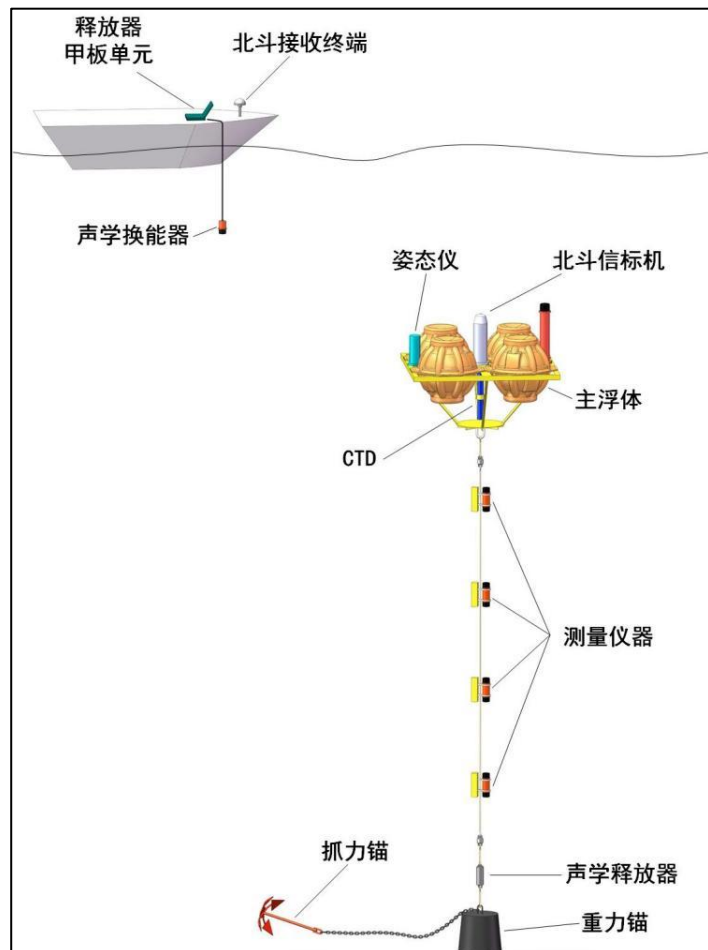 释放器
甲板单元
北斗接收终端
声学换能器
姿态仪
北斗信标机
主浮体
CTD
测量仪器
抓力锚
声学释放器
重力锚